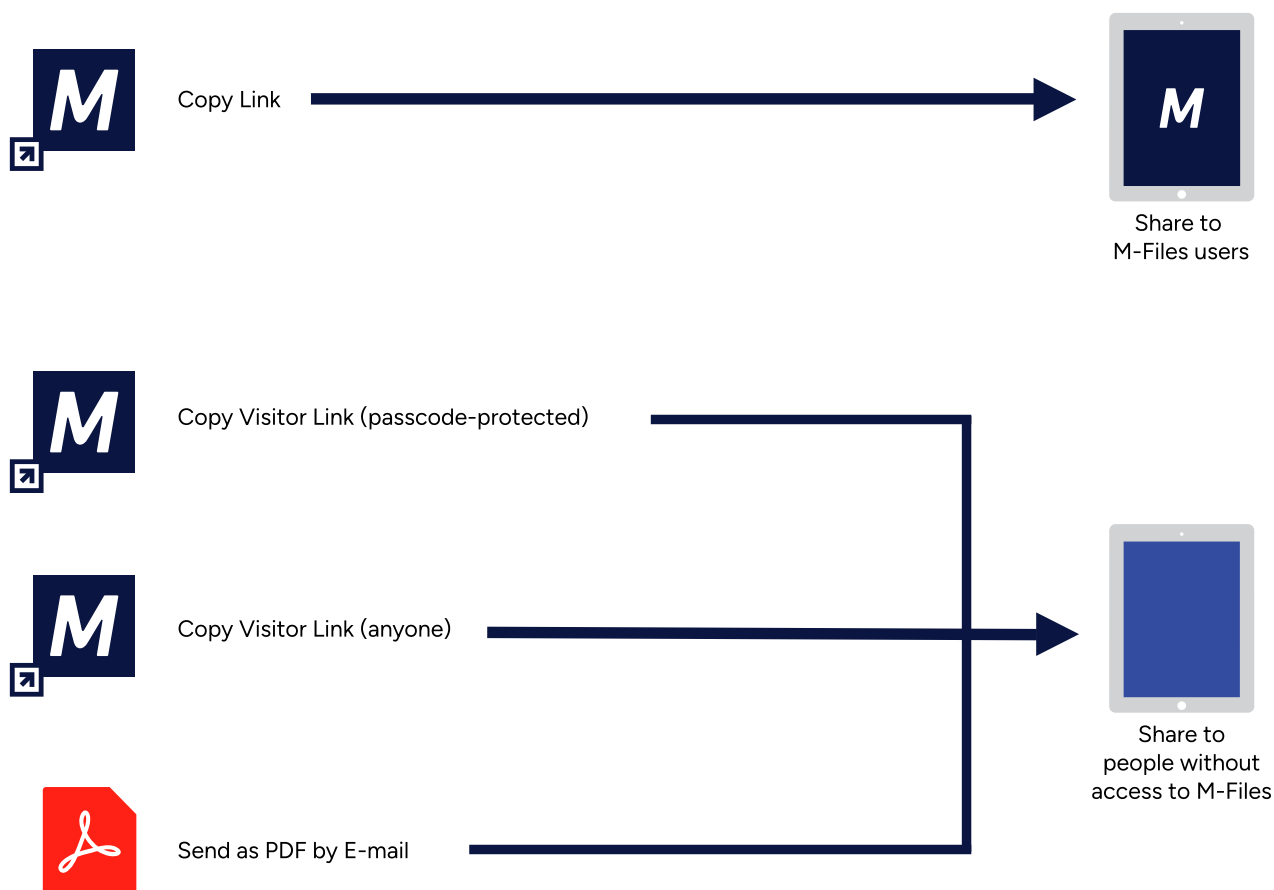 M
Copy Link
M
Share to
M-Files users
M
Copy Visitor Link (passcode-protected)
M
Copy Visitor Link (anyone)
Share to
people without
access to M-Files
Send as PDF by E-mail